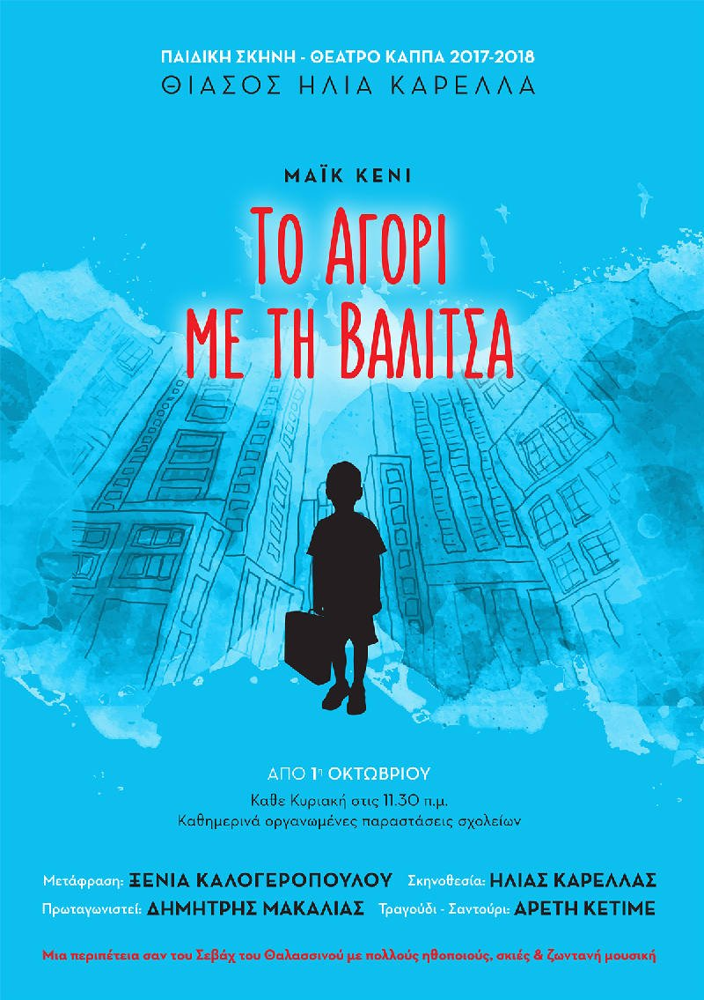 ΠΑΙΔΙΚΗ ΣΚΗΝΗ - ΘΕΑΤΡΟ ΚΑΠΠΑ 2017-2018
ΘΙΑΣΟΣ ΗΛΙΑ ΚΑΡΕΛΛΑ
ΜΑΪΚ ΚΕΝΙ
ΤΟ ΑΓΟΡΙ
ΜΕ ΤΗ ΒΑΛΙΤΣΑ
ΑΠΟ 1η ΟΚΤΩΒΡΙΟΥ
Καθε Κυριακή στις 11.30 π.μ.
Καθημερινά οργανωμένες παραστάσεις σχολείων
Μετάφραση: ΞΕΝΙΑ ΚΑΛΟΓΕΡΟΠΟΥΛΟΥ Σκηνοθεσία: ΗΛΙΑΣ ΚΑΡΕΛΛΑΣ
Πρωταγωνιστεί: ΔΗΜΗΤΡΗΣ ΜΑΚΑΛΙΑΣ Τραγούδι - Σαντούρι: ΑΡΕΤΗ ΚΕΤΙΜΕ
Μια περιπέτεια σαν του Σεβάχ του Θαλασσινού με πολλούς ηθοποιούς, σκιές & ζωντανή μουσική